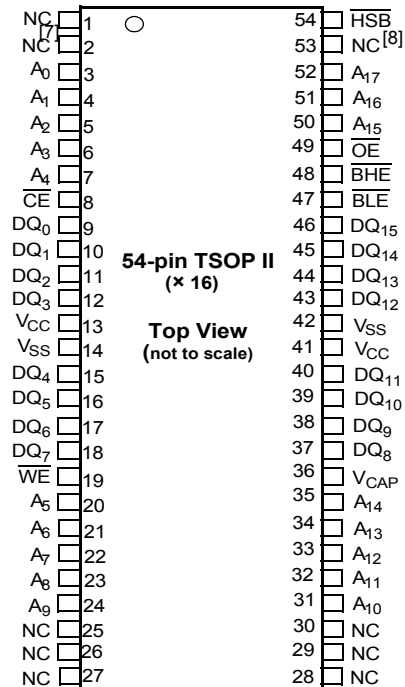 NC 1 54 H̅S̅B̅
[7]
NC 2 53 NC[8]
A0 3 52 A17
A1 4 51 A16
A2 5 50 A15
A3 6 49 O̅E̅
A4 7 48 B̅H̅E̅
C̅E̅ 8 47 B̅L̅E̅
DQ0 9 46 DQ15
DQ1 10 45 DQ14
54-pin TSOP II
DQ2 11 44 DQ13
(× 16)
DQ3 12 43 DQ12
VCC 13 42 VSS
Top View
VSS 14 41 VCC
(not to scale)
DQ4 15 40 DQ11
DQ5 16 39 DQ10
DQ6 17 38 DQ9
DQ7 18 37 DQ8
W̅E̅ 19 36 VCAP
A5 20 35 A14
A6 21 34 A13
A7 22 33 A12
A8 23 32 A11
A9 24 31 A10
NC 25 30 NC
NC 26 29 NC
NC 27 28 NC